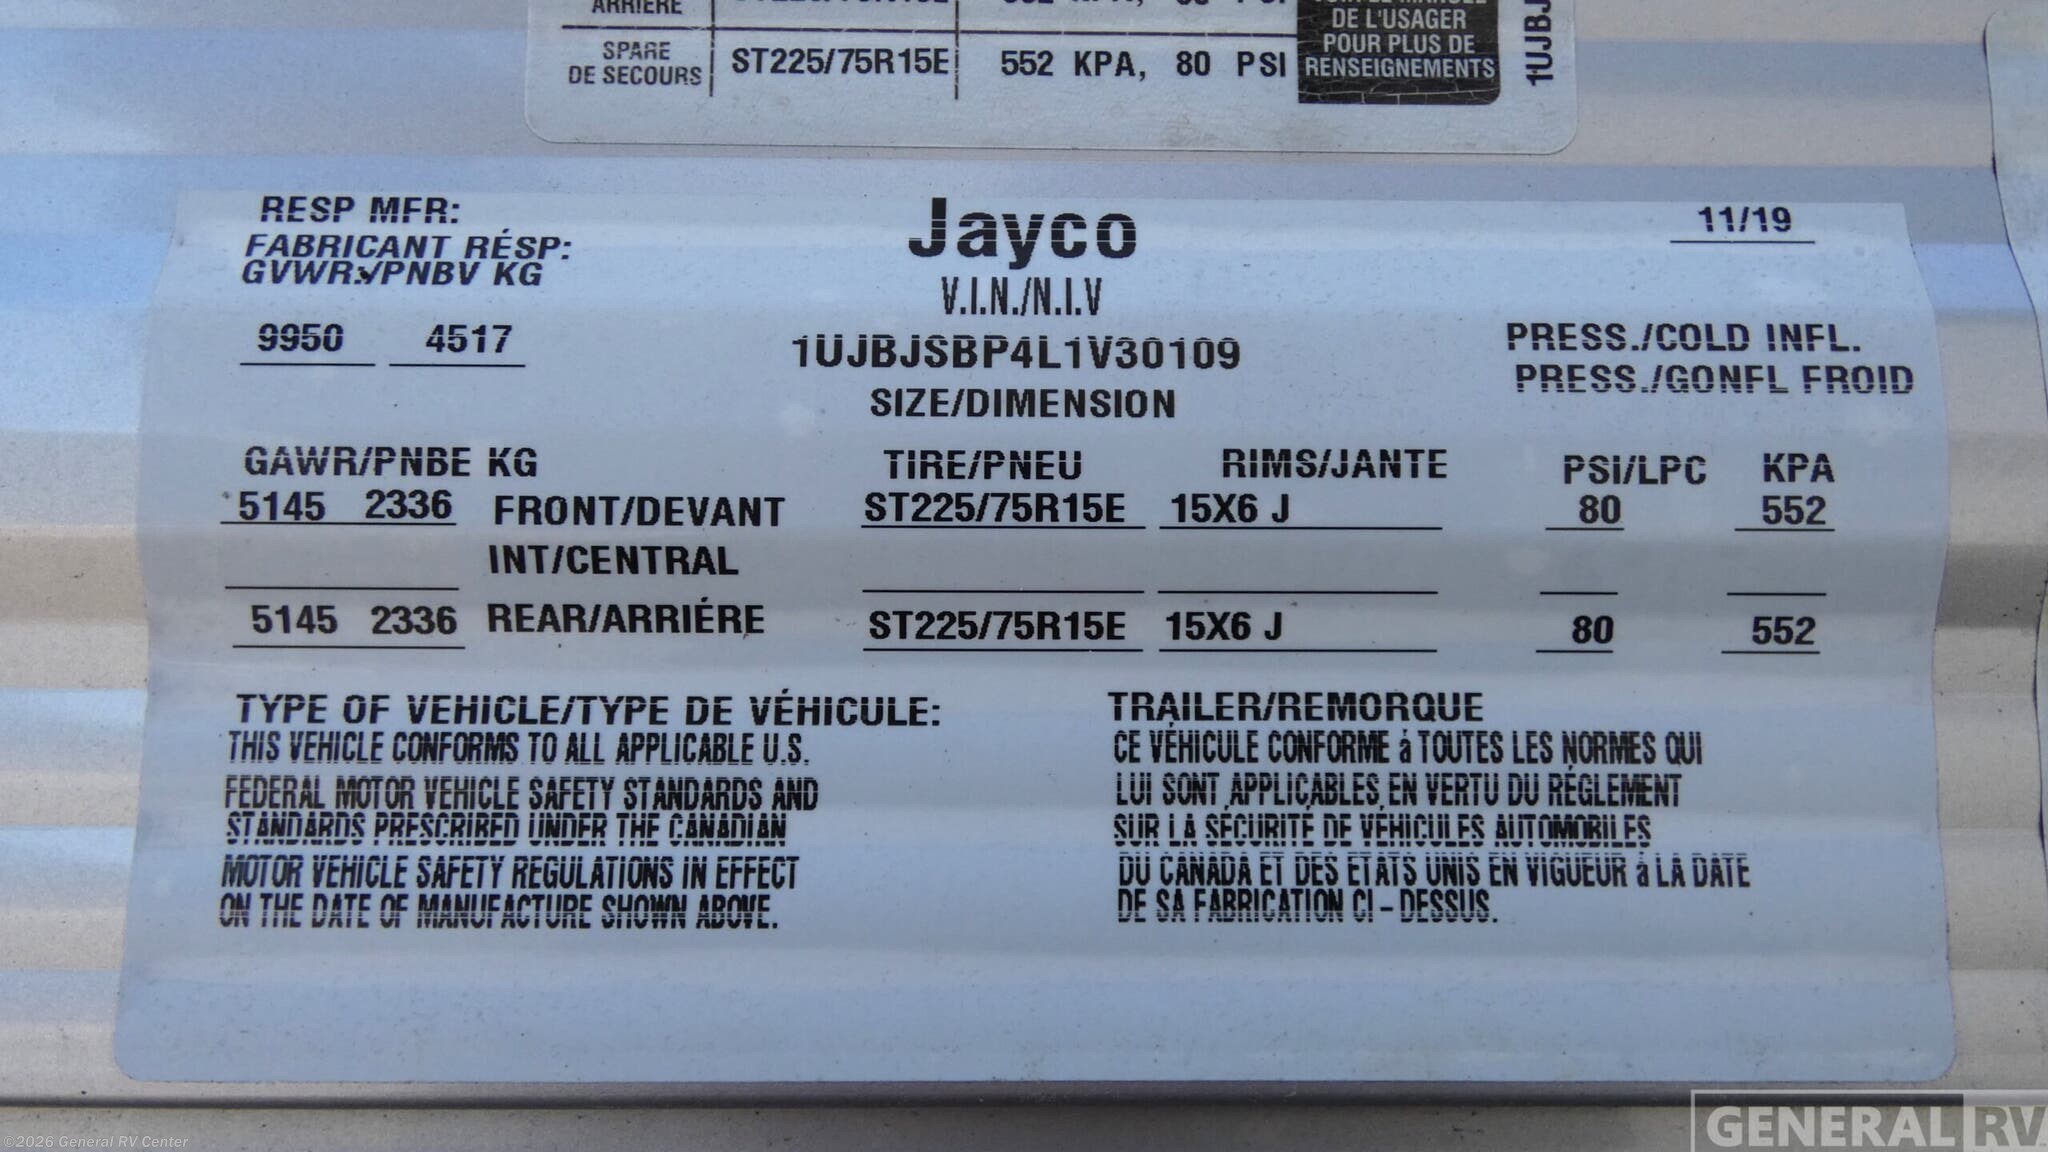 ARRIÈRE
SPARE
DE SECOURS ST225/75R15E 552 KPA, 80 PSI
DE L'USAGER
POUR PLUS DE
RENSEIGNEMENTS
1UJBJ
RESP MFR:
FABRICANT RÉSP:
GVWR:/PNBV KG
Jayco
11/19
V.I.N./N.I.V
9950 4517
1UJBJSBP4L1V30109
PRESS./COLD INFL.
PRESS./GONFL FROID
SIZE/DIMENSION
GAWR/PNBE KG TIRE/PNEU RIMS/JANTE PSI/LPC KPA
5145 2336 FRONT/DEVANT ST225/75R15E 15X6 J 80 552
INT/CENTRAL
5145 2336 REAR/ARRIÉRE ST225/75R15E 15X6 J 80 552
TYPE OF VEHICLE/TYPE DE VÉHICULE: TRAILER/REMORQUE
THIS VEHICLE CONFORMS TO ALL APPLICABLE U.S.
FEDERAL MOTOR VEHICLE SAFETY STANDARDS AND
STANDARDS PRESCRIBED UNDER THE CANADIAN
MOTOR VEHICLE SAFETY REGULATIONS IN EFFECT
ON THE DATE OF MANUFACTURE SHOWN ABOVE.
CE VÉHICULE CONFORME à TOUTES LES NORMES QUI
LUI SONT APPLICABLES EN VERTU DU RÉGLEMENT
SUR LA SÉCURITÉ DE VÉHICULES AUTOMOBILES
DU CANADA ET DES ETATS UNIS EN VIGUEUR à LA DATE
DE SA FABRICATION CI-DESSUS.
©2026 General RV Center
GENERAL RV